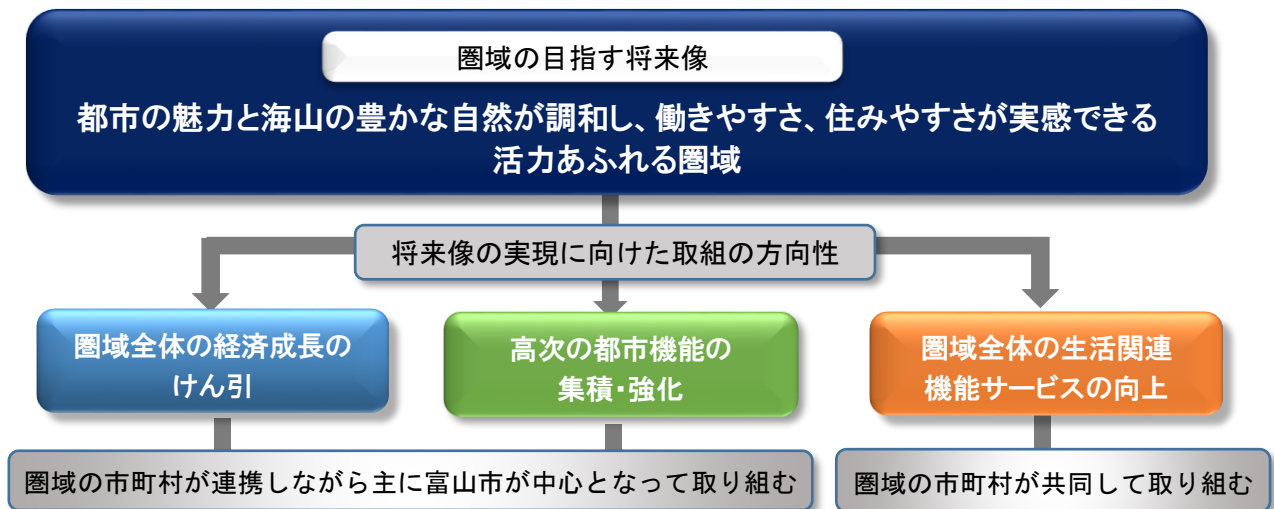 圏域の目指す将来像
都市の魅力と海山の豊かな自然が調和し、働きやすさ、住みやすさが実感できる
活力あふれる圏域
将来像の実現に向けた取組の方向性
圏域全体の経済成長の
けん引
高次の都市機能の
集積・強化
圏域全体の生活関連
機能サービスの向上
圏域の市町村が連携しながら主に富山市が中心となって取り組む
圏域の市町村が共同して取り組む